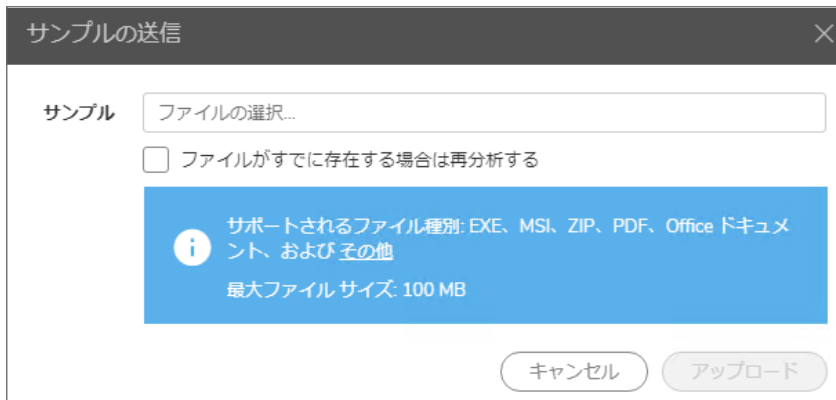 サンプルの送信
サンプル
ファイルの選択...
ファイルがすでに存在する場合は再分析する
サポートされるファイル種別: EXE、MSI、ZIP、PDF、Office ドキュメ
ント、および その他
最大ファイル サイズ: 100 MB
キャンセル
アップロード